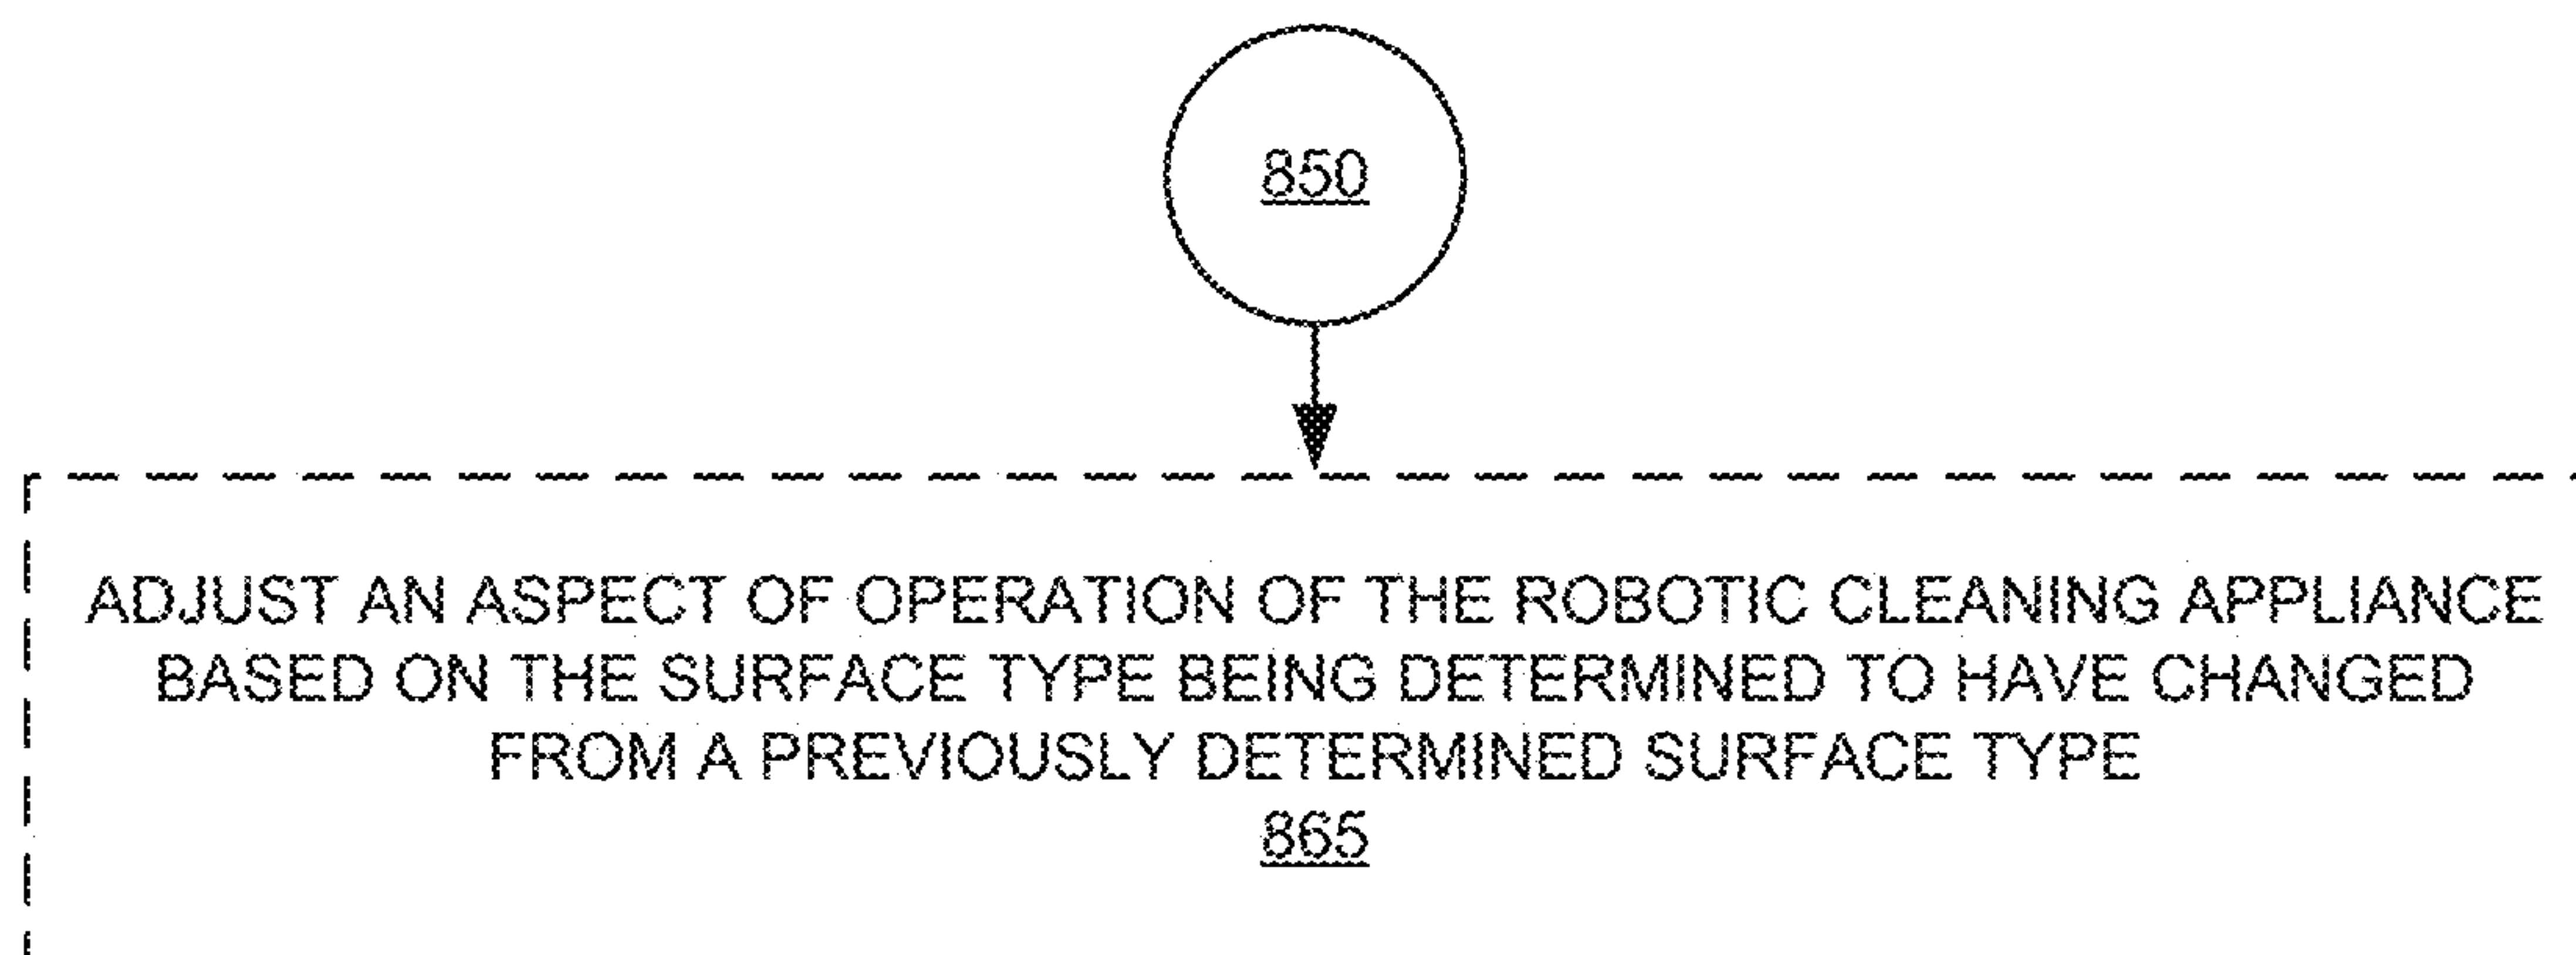 850
ADJUST AN ASPECT OF OPERATION OF THE ROBOTIC CLEANING APPLIANCE
BASED ON THE SURFACE TYPE BEING DETERMINED TO HAVE CHANGED
FROM A PREVIOUSLY DETERMINED SURFACE TYPE
865